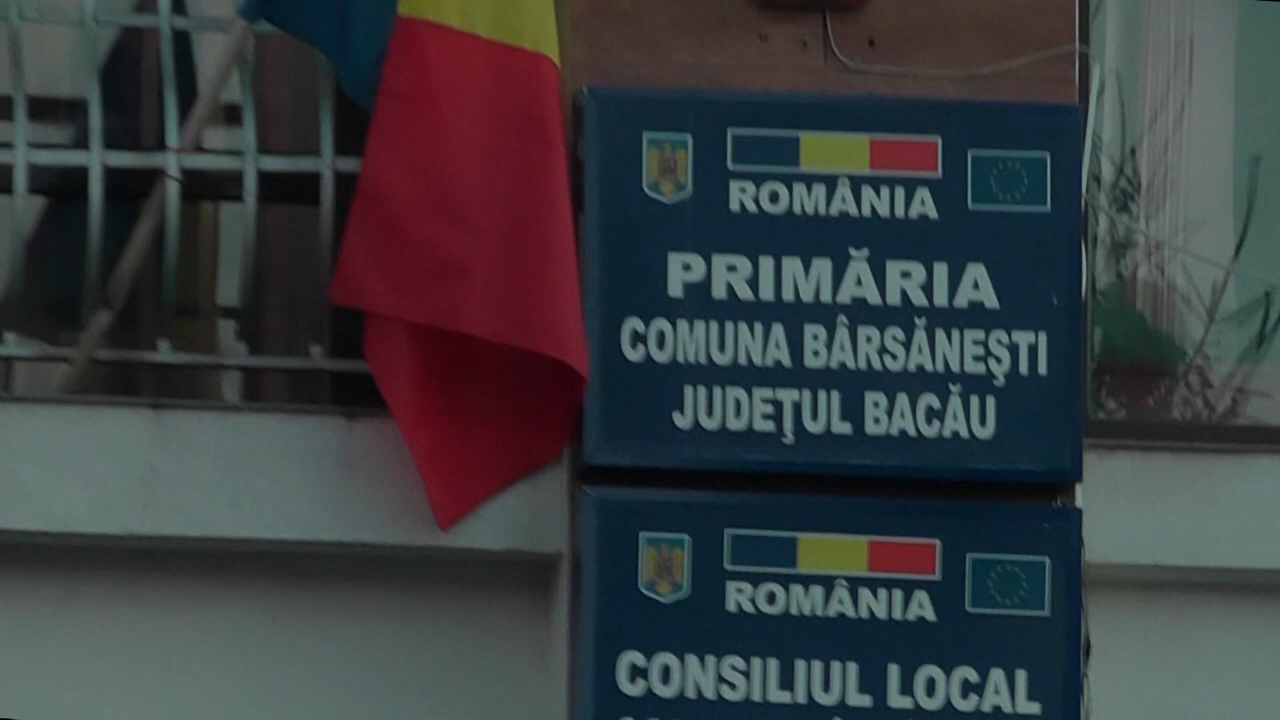 ROMÂNIA
PRIMĂRIA
COMUNA BÂRSĂNEŞTI
JUDEŢUL BACĂU
ROMÂNIA
CONSILIUL LOCAL